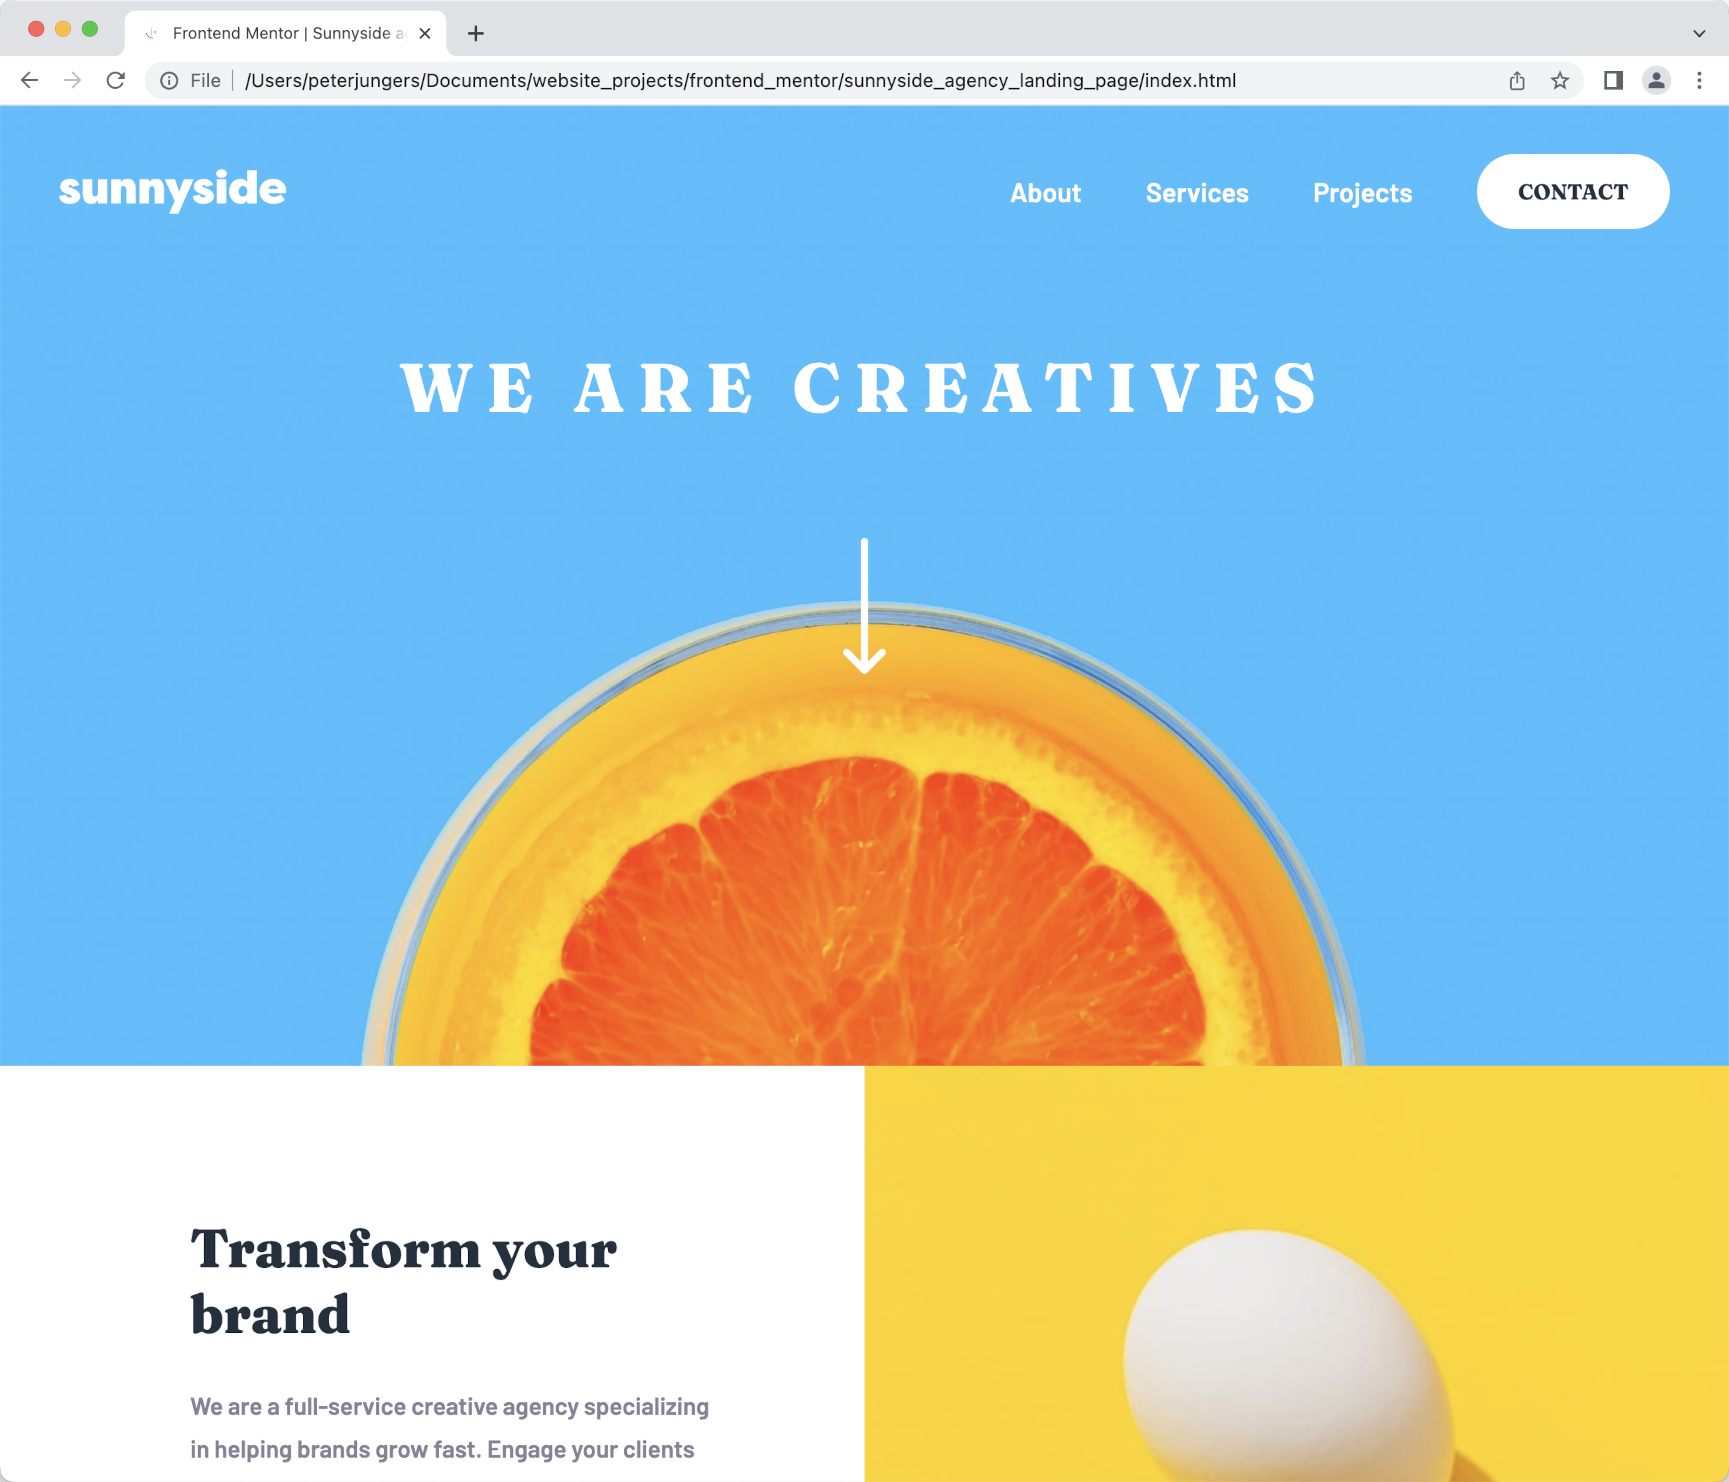 Frontend Mentor | Sunnyside a
File
/Users/peterjungers/Documents/website_projects/frontend_mentor/sunnyside_agency_landing_page/index.html
sunnyside
About Services Projects CONTACT
WE ARE CREATIVES
Transform your
brand
We are a full-service creative agency specializing
in helping brands grow fast. Engage your clients